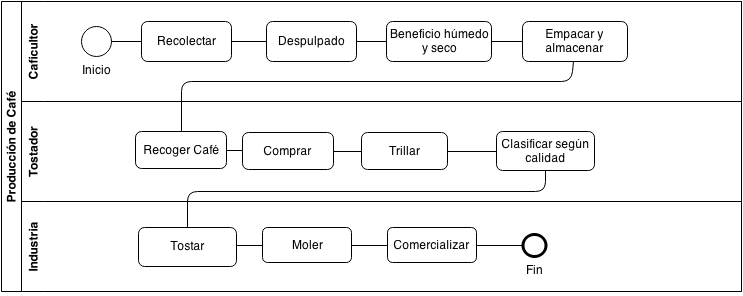 Producción de Café
Caficultor
Inicio
Recolectar
Despulpado
Beneficio húmedo
y seco
Empacar y
almacenar
Tostador
Recoger Café
Comprar
Trillar
Clasificar según
calidad
Industria
Tostar
Moler
Comercializar
Fin